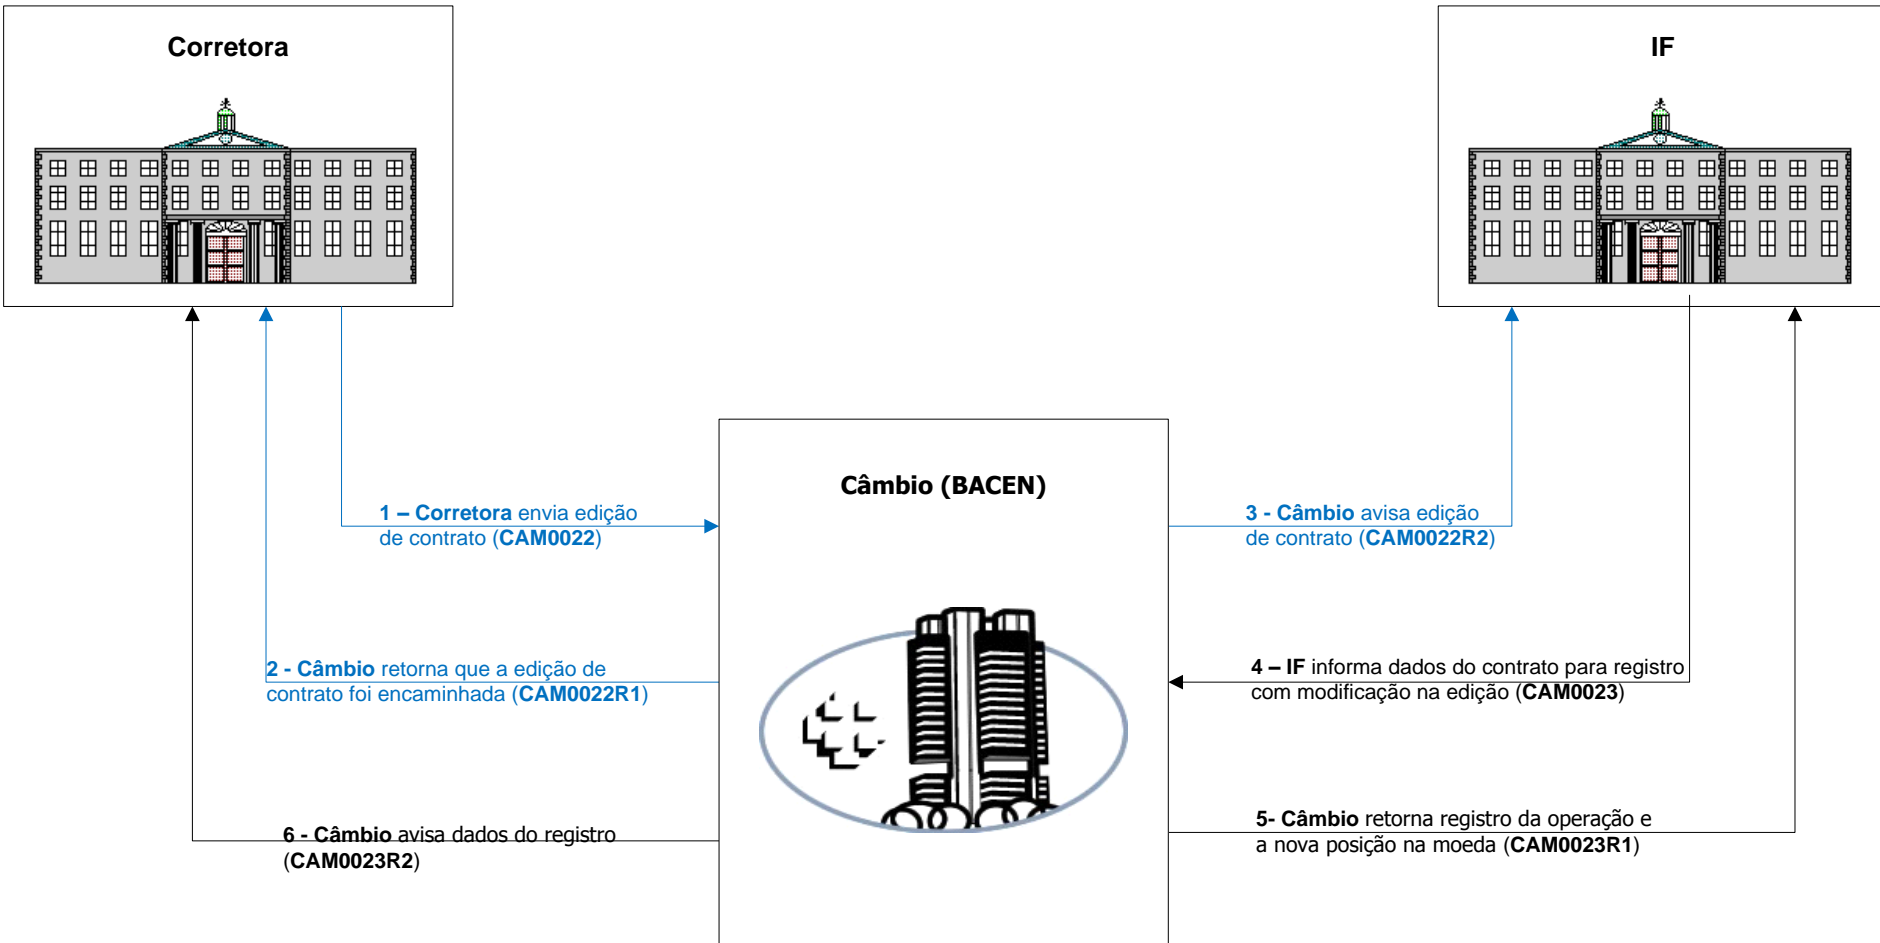 Corretora
IF
Câmbio (BACEN)
1 – Corretora envia edição
de contrato (CAM0022)
3 - Câmbio avisa edição
de contrato (CAM0022R2)
2 - Câmbio retorna que a edição de
contrato foi encaminhada (CAM0022R1)
4 – IF informa dados do contrato para registro
com modificação na edição (CAM0023)
6 - Câmbio avisa dados do registro
(CAM0023R2)
5- Câmbio retorna registro da operação e
a nova posição na moeda (CAM0023R1)